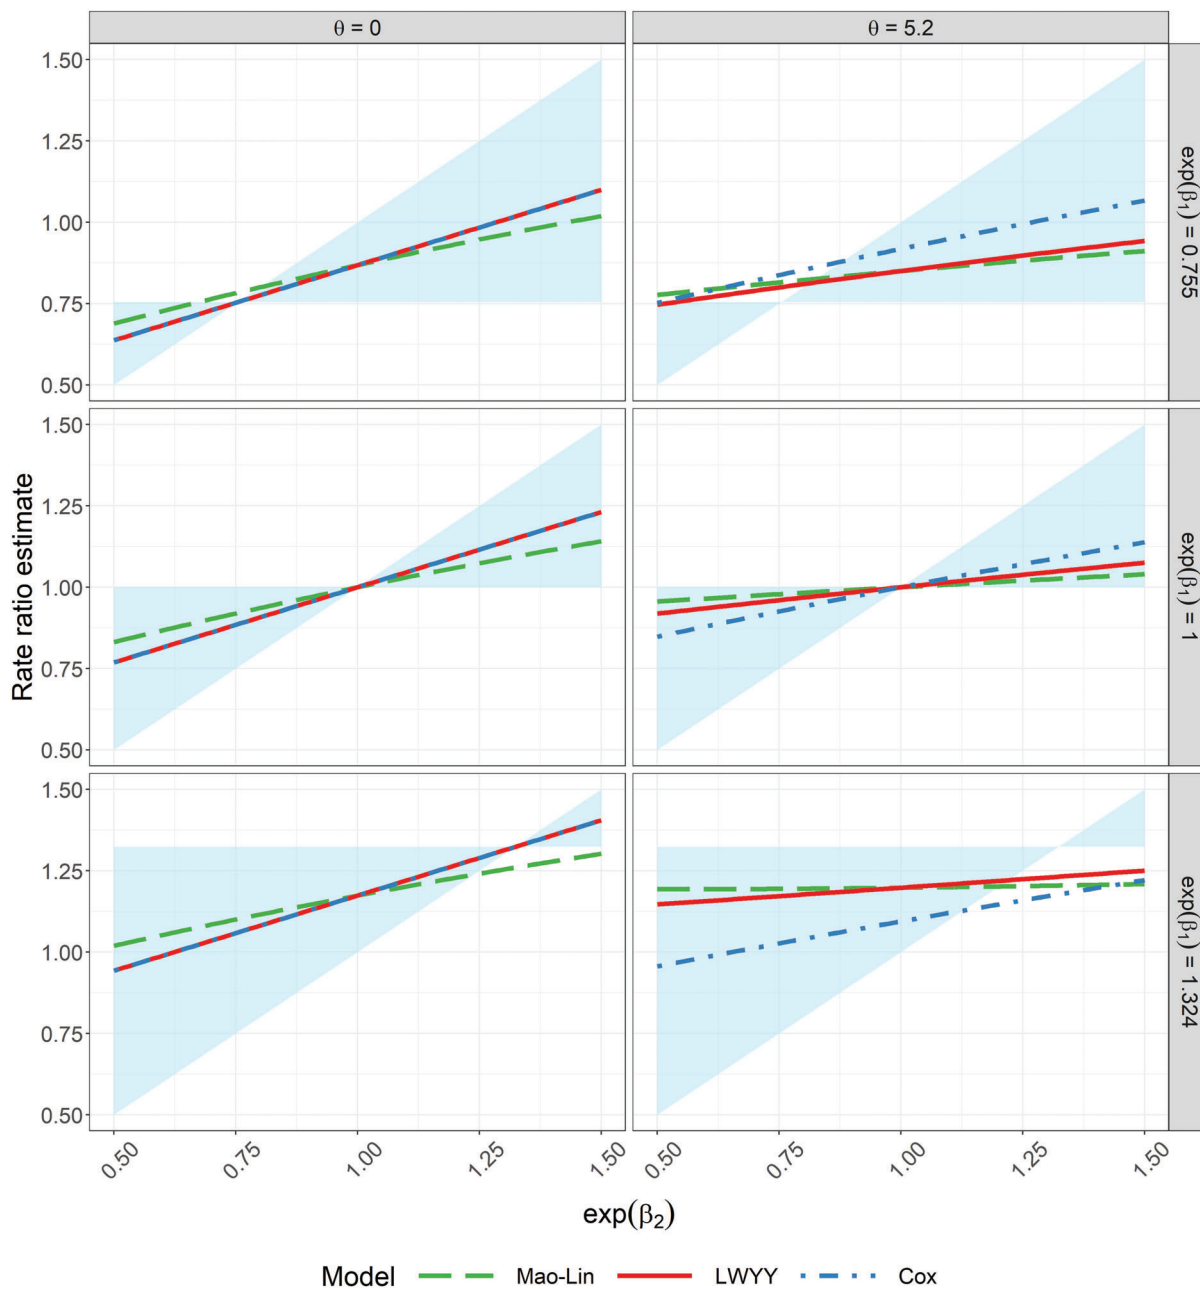 θ = 0
θ = 5.2
1.50
1.25
1.00
0.75
0.50
exp(β₁) = 0.755
1.50
1.25
1.00
0.75
0.50
exp(β₁) = 1
1.50
1.25
1.00
0.75
0.50
exp(β₁) = 1.324
Rate ratio estimate
0.50 0.75 1.00 1.25 1.50 0.50 0.75 1.00 1.25 1.50
exp(β₂)
Model Mao-Lin LWYY Cox